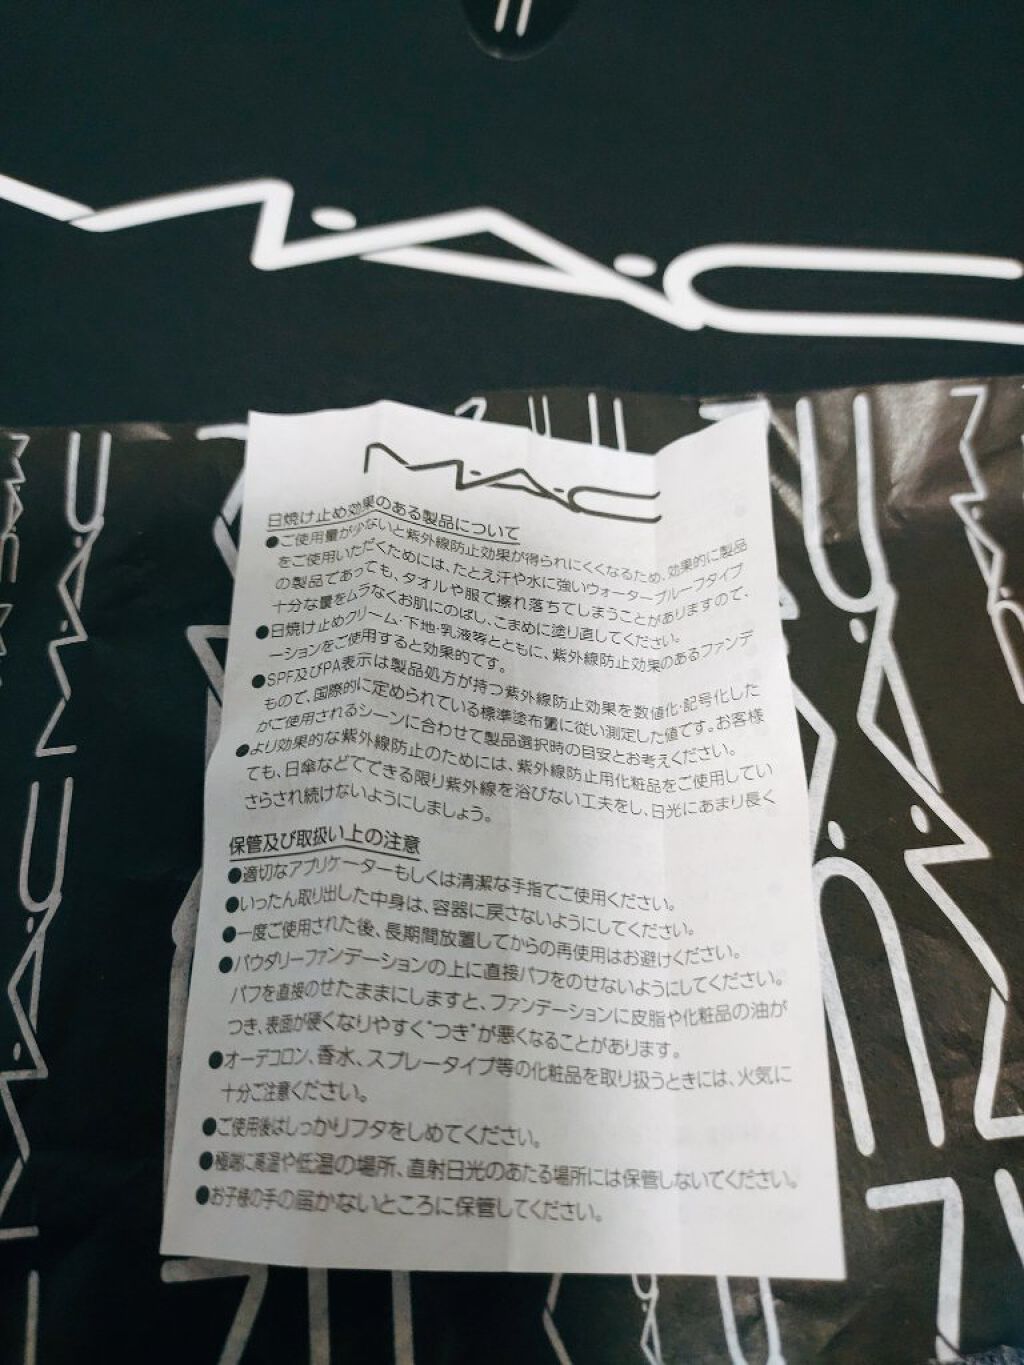 M·A·C
M·A·C
日焼け止め効果のある製品について
●ご使用量が少ないと紫外線防止効果が得られにくくなるため、効果的に製品
をご使用いただくためには、たとえ汗や水に強いウォータープルーフタイプ
の製品であっても、タオルや服で擦れ落ちてしまうことがありますので、
十分な量をムラなくお肌にのばし、こまめに塗り直してください。
●日焼け止めクリーム・下地・乳液等とともに、紫外線防止効果のあるファンデ
ーションをご使用すると効果的です。
●SPF及びPA表示は製品処方が持つ紫外線防止効果を数値化・記号化した
もので、国際的に定められている標準塗布量に従い測定した値です。お客様
がご使用されるシーンに合わせて製品選択時の目安とお考えください。
●より効果的な紫外線防止のためには、紫外線防止用化粧品をご使用してい
ても、日傘などでできる限り紫外線を浴びない工夫をし、日光にあまり長く
さらされ続けないようにしましょう。
保管及び取扱い上の注意
●適切なアプリケーターもしくは清潔な手指でご使用ください。
●いったん取り出した中身は、容器に戻さないようにしてください。
●一度ご使用された後、長期間放置してからの再使用はお避けください。
●パウダリーファンデーションの上に直接パフをのせないようにしてください。
パフを直接のせたままにしますと、ファンデーションに皮脂や化粧品の油が
つき、表面が硬くなりやすく"つき"が悪くなることがあります。
●オーデコロン、香水、スプレータイプ等の化粧品を取り扱うときには、火気に
十分ご注意ください。
●ご使用後はしっかりフタをしめてください。
●極端に高温や低温の場所、直射日光のあたる場所には保管しないでください。
●お子様の手の届かないところに保管してください。